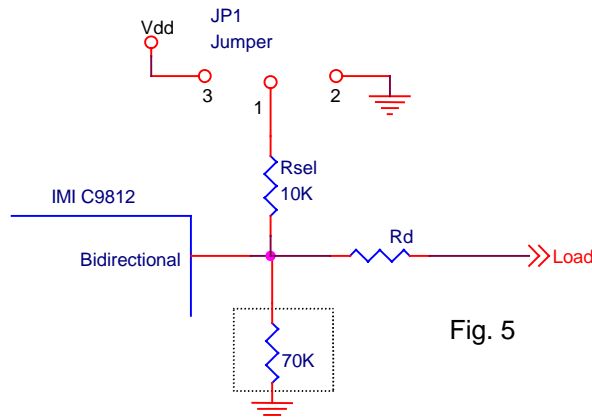 JP1
Jumper
Vdd
3
1
2
Rsel
10K
IMI C9812
Bidirectional
Rd
Load
70K
Fig. 5